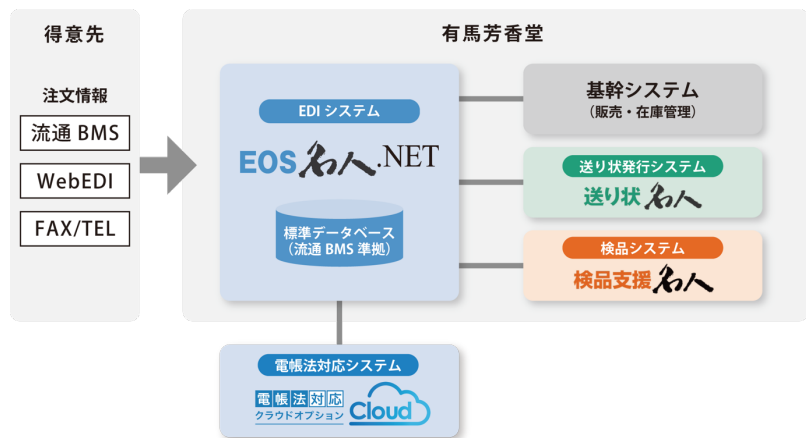 得意先
注文情報
流通 BMS
WebEDI
FAX/TEL
有馬芳香堂
EDI システム
EOS名人.NET
標準データベース
（流通 BMS 準拠）
基幹システム
（販売・在庫管理）
送り状発行システム
送り状名人
検品システム
検品支援名人
電帳法対応システム
電帳法対応
クラウドオプション
Cloud